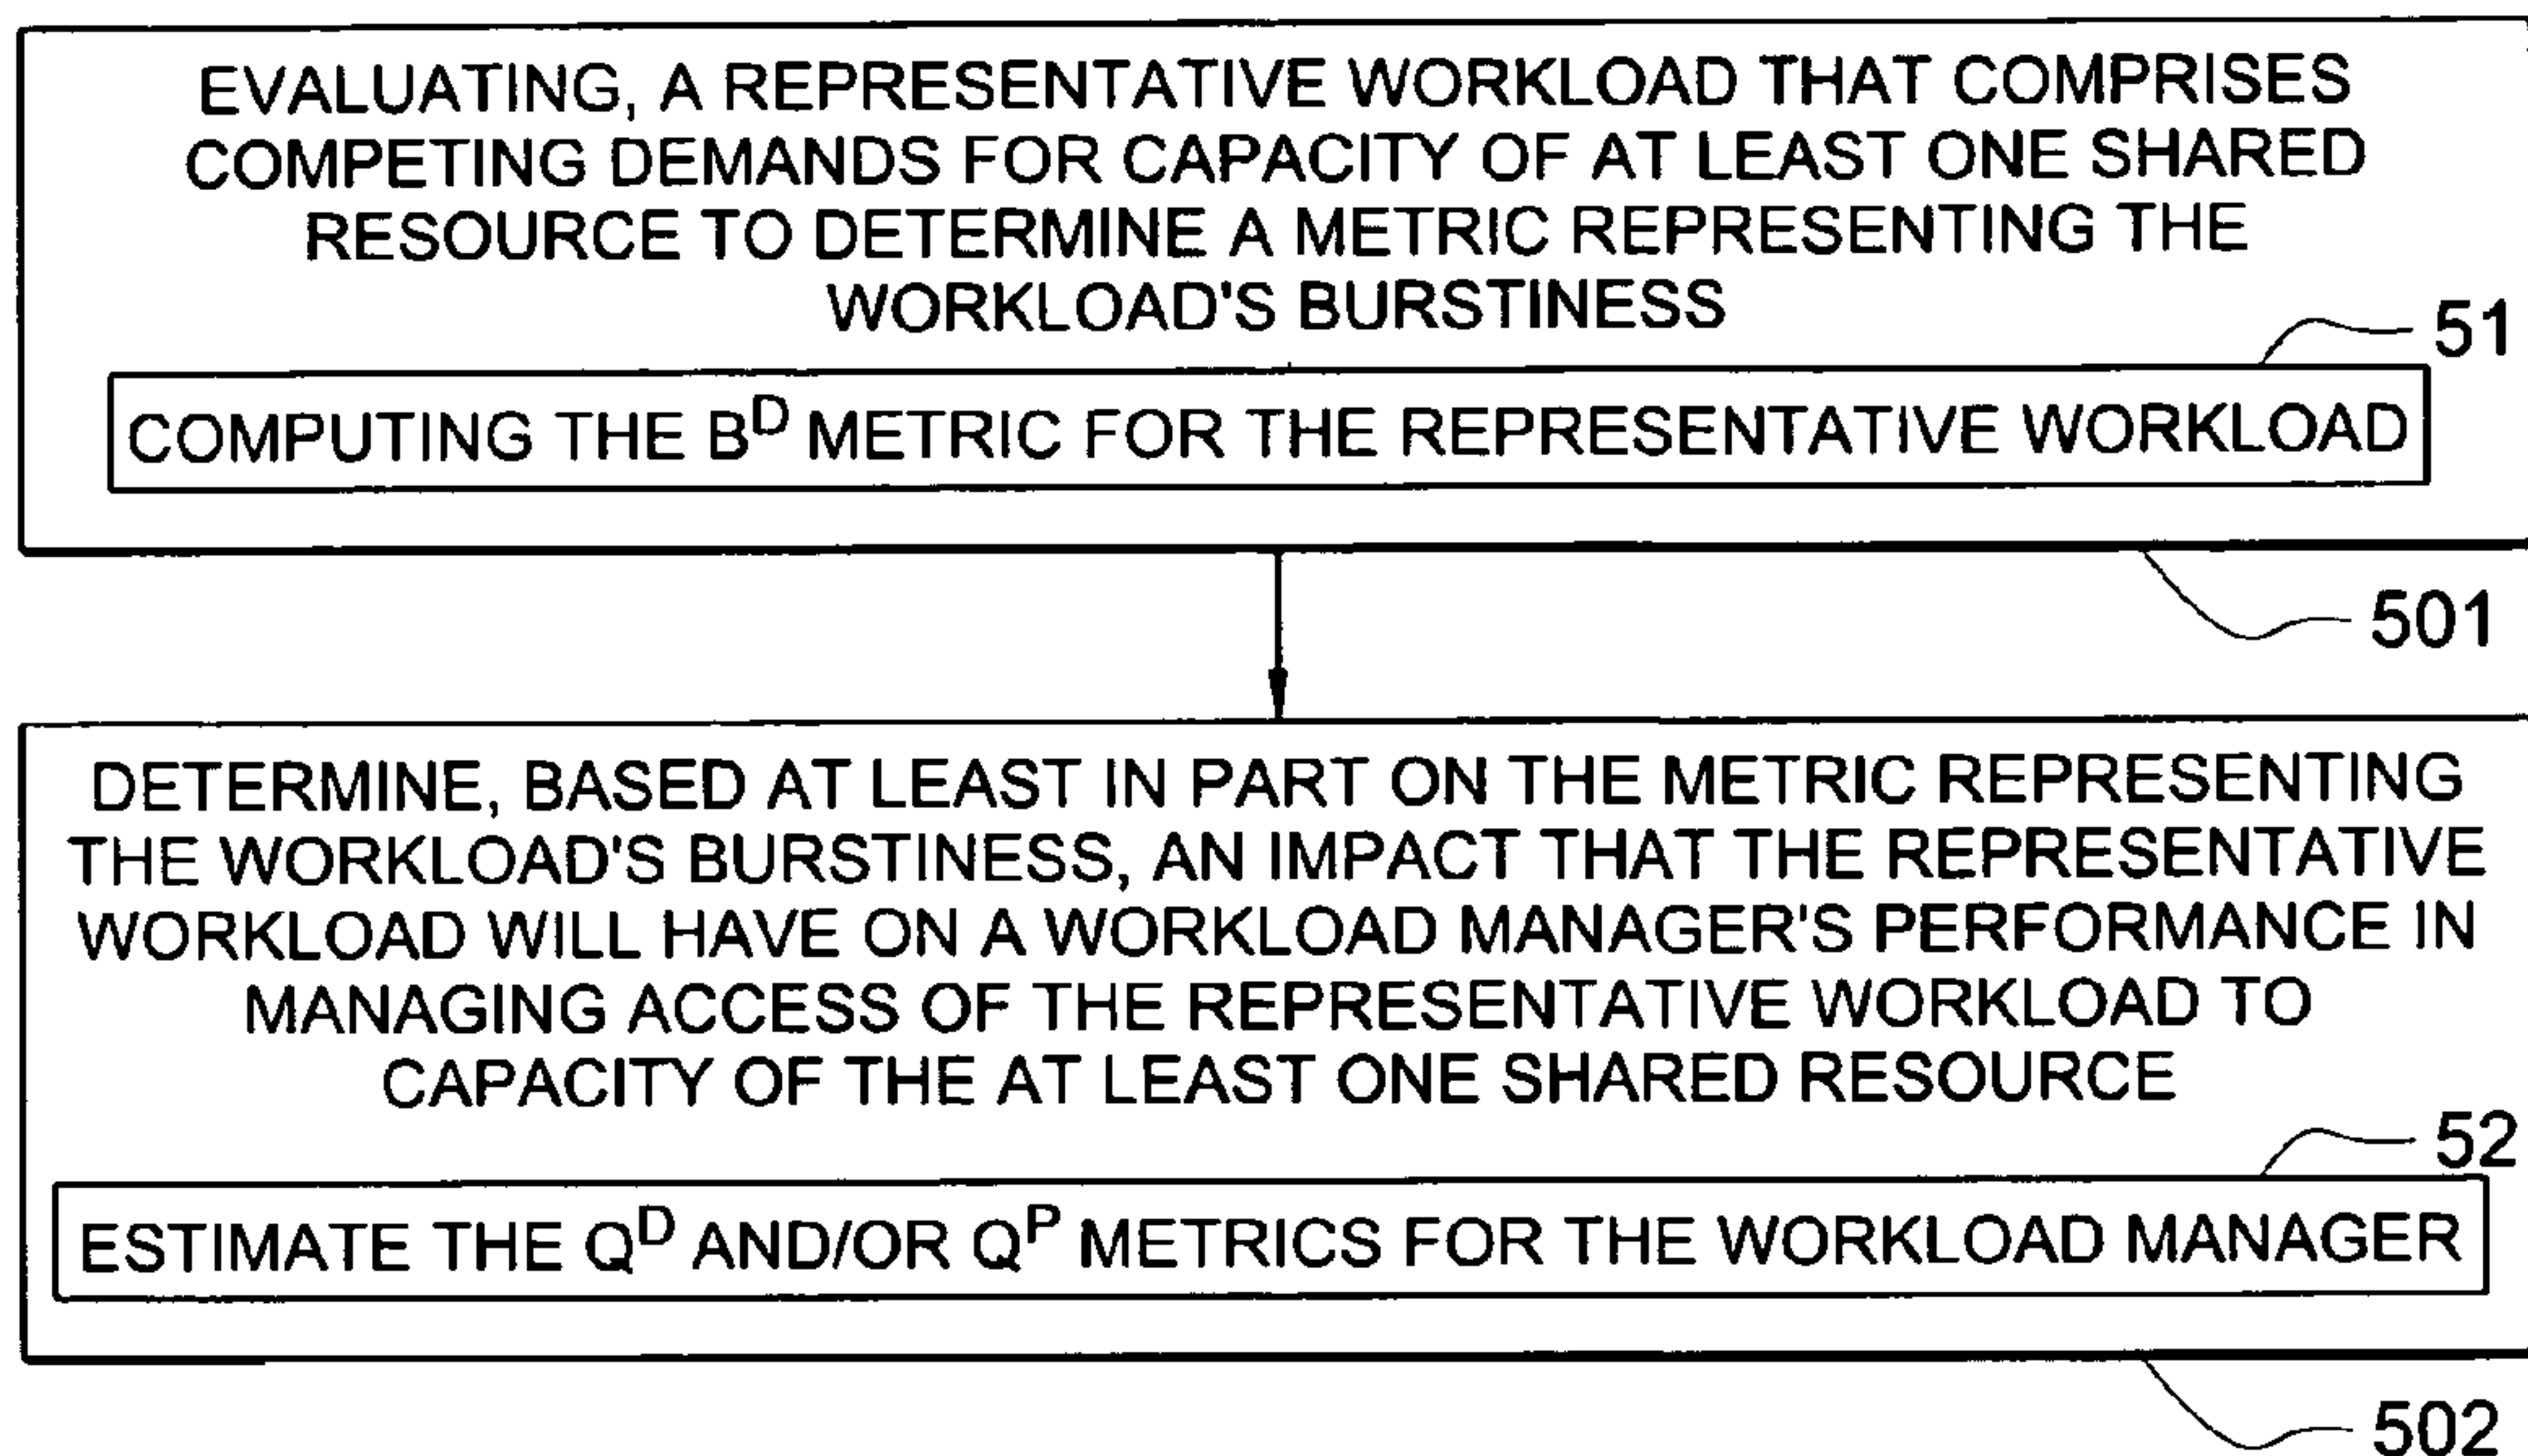 EVALUATING, A REPRESENTATIVE WORKLOAD THAT COMPRISES
COMPETING DEMANDS FOR CAPACITY OF AT LEAST ONE SHARED
RESOURCE TO DETERMINE A METRIC REPRESENTING THE
WORKLOAD'S BURSTINESS
51
COMPUTING THE B^D METRIC FOR THE REPRESENTATIVE WORKLOAD
501
DETERMINE, BASED AT LEAST IN PART ON THE METRIC REPRESENTING
THE WORKLOAD'S BURSTINESS, AN IMPACT THAT THE REPRESENTATIVE
WORKLOAD WILL HAVE ON A WORKLOAD MANAGER'S PERFORMANCE IN
MANAGING ACCESS OF THE REPRESENTATIVE WORKLOAD TO
CAPACITY OF THE AT LEAST ONE SHARED RESOURCE
52
ESTIMATE THE Q^D AND/OR Q^P METRICS FOR THE WORKLOAD MANAGER
502